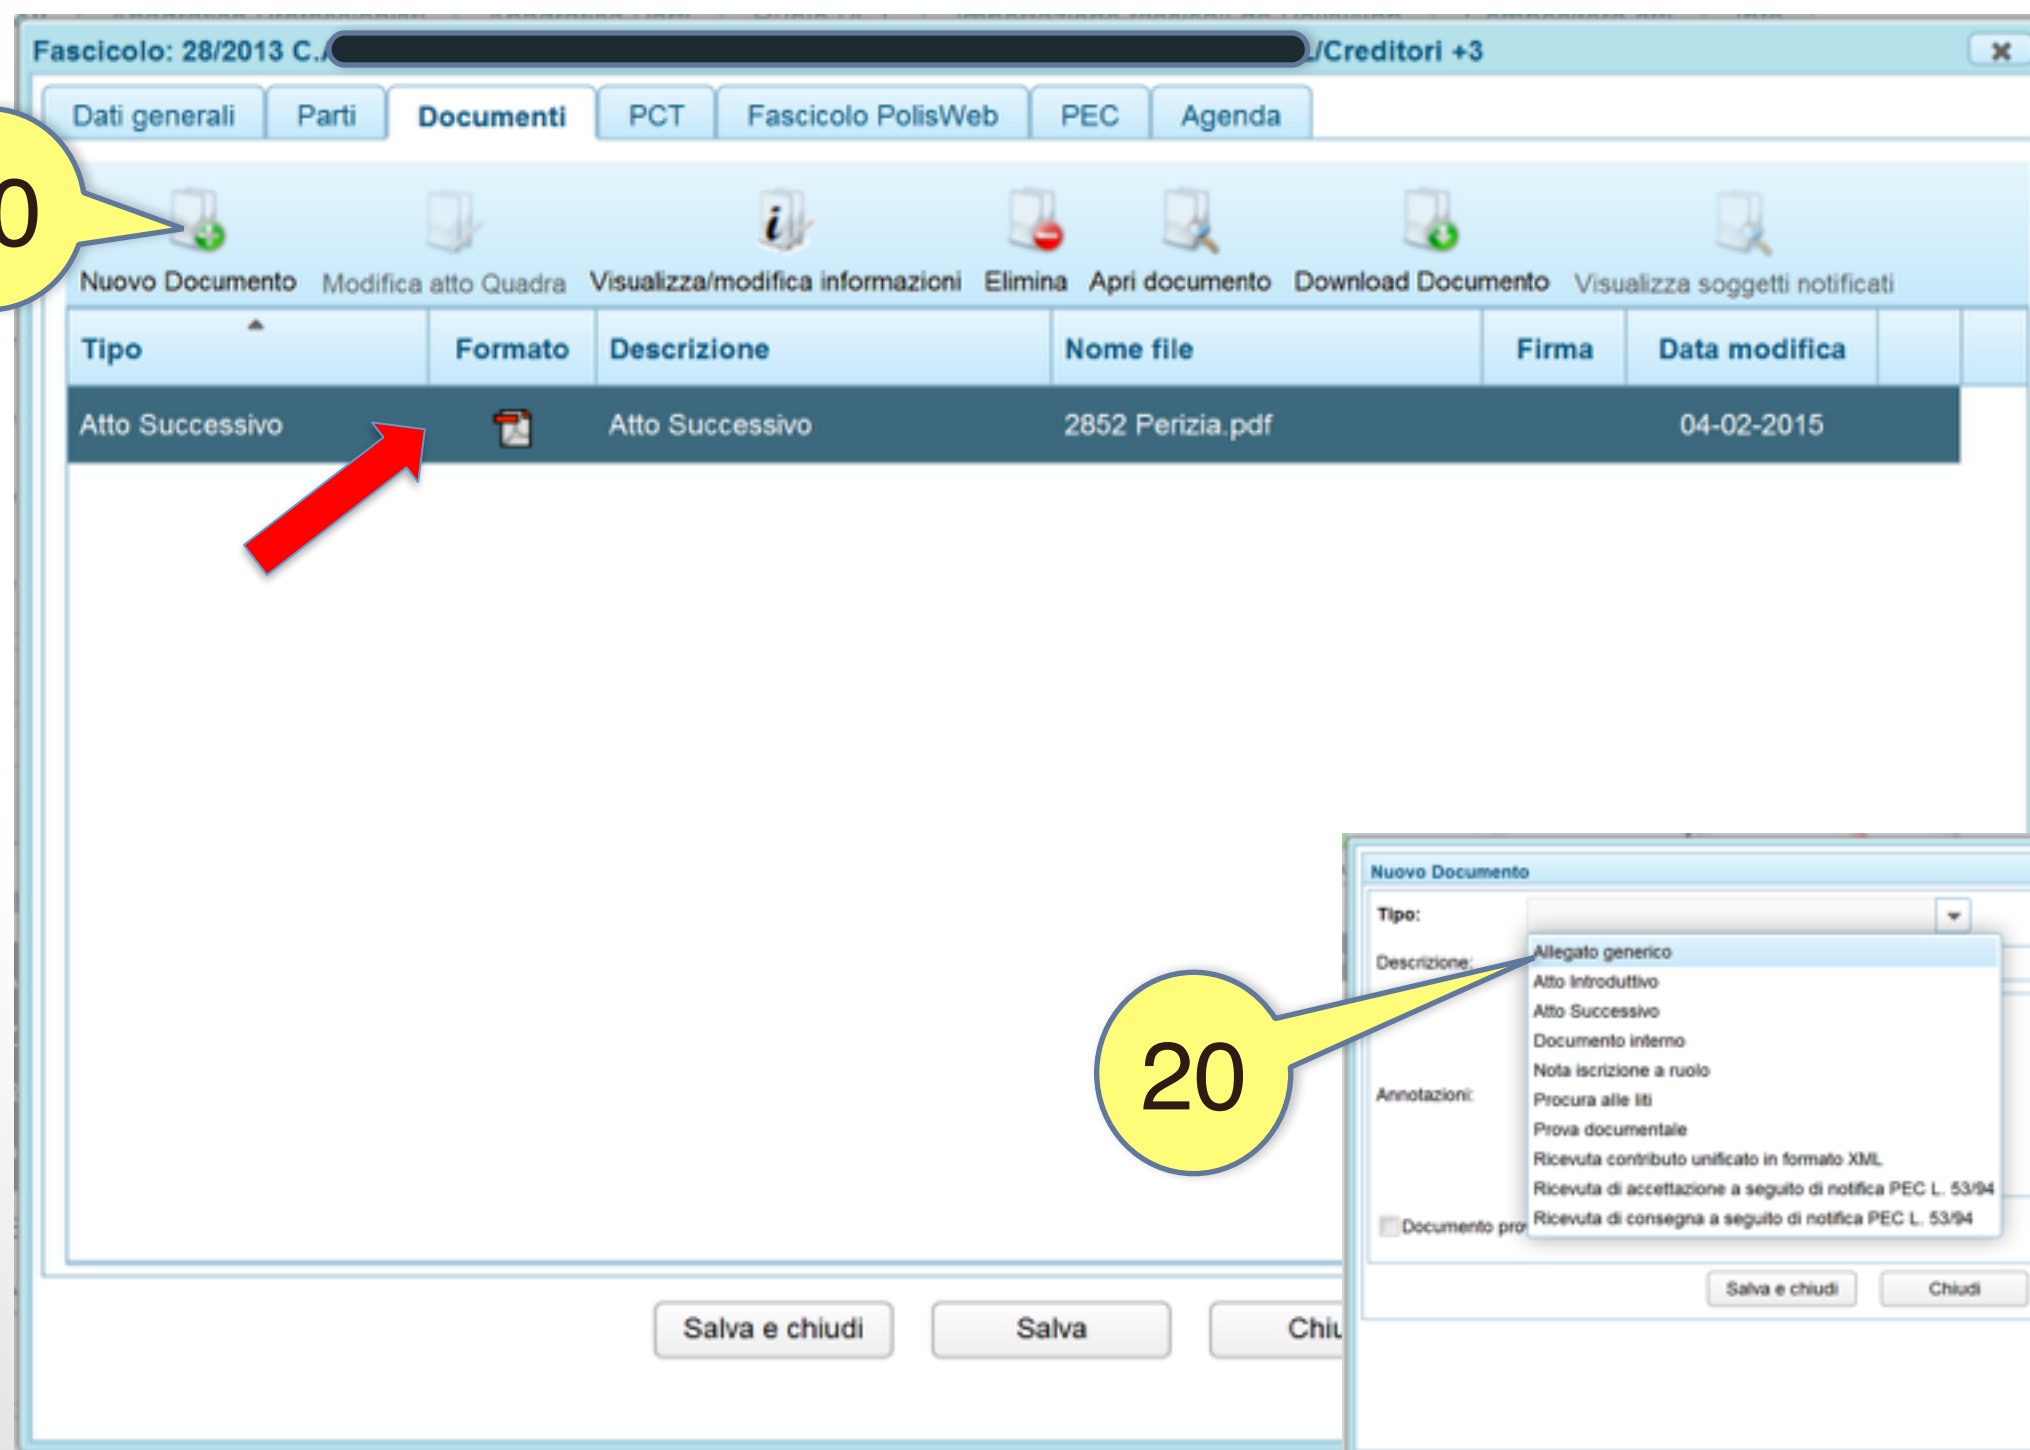 Fascicolo: 28/2013 C. /Creditori +3
Dati generali Parti Documenti PCT Fascicolo PolisWeb PEC Agenda
0
Nuovo Documento Modifica atto Quadra Visualizza/modifica informazioni Elimina Apri documento Download Documento Visualizza soggetti notificati
Tipo Formato Descrizione Nome file Firma Data modifica
Atto Successivo Atto Successivo 2852 Perizia.pdf 04-02-2015
Nuovo Documento
Tipo:
Descrizione:
Allegato generico
Atto Introduttivo
Atto Successivo
Documento interno
Nota iscrizione a ruolo
Annotazioni:
Procura alle liti
Prova documentale
Ricevuta contributo unificato in formato XML
Ricevuta di accettazione a seguito di notifica PEC L. 53/94
Documento pro
Ricevuta di consegna a seguito di notifica PEC L. 53/94
20
Salva e chiudi Chiudi
Salva e chiudi Salva Chiu